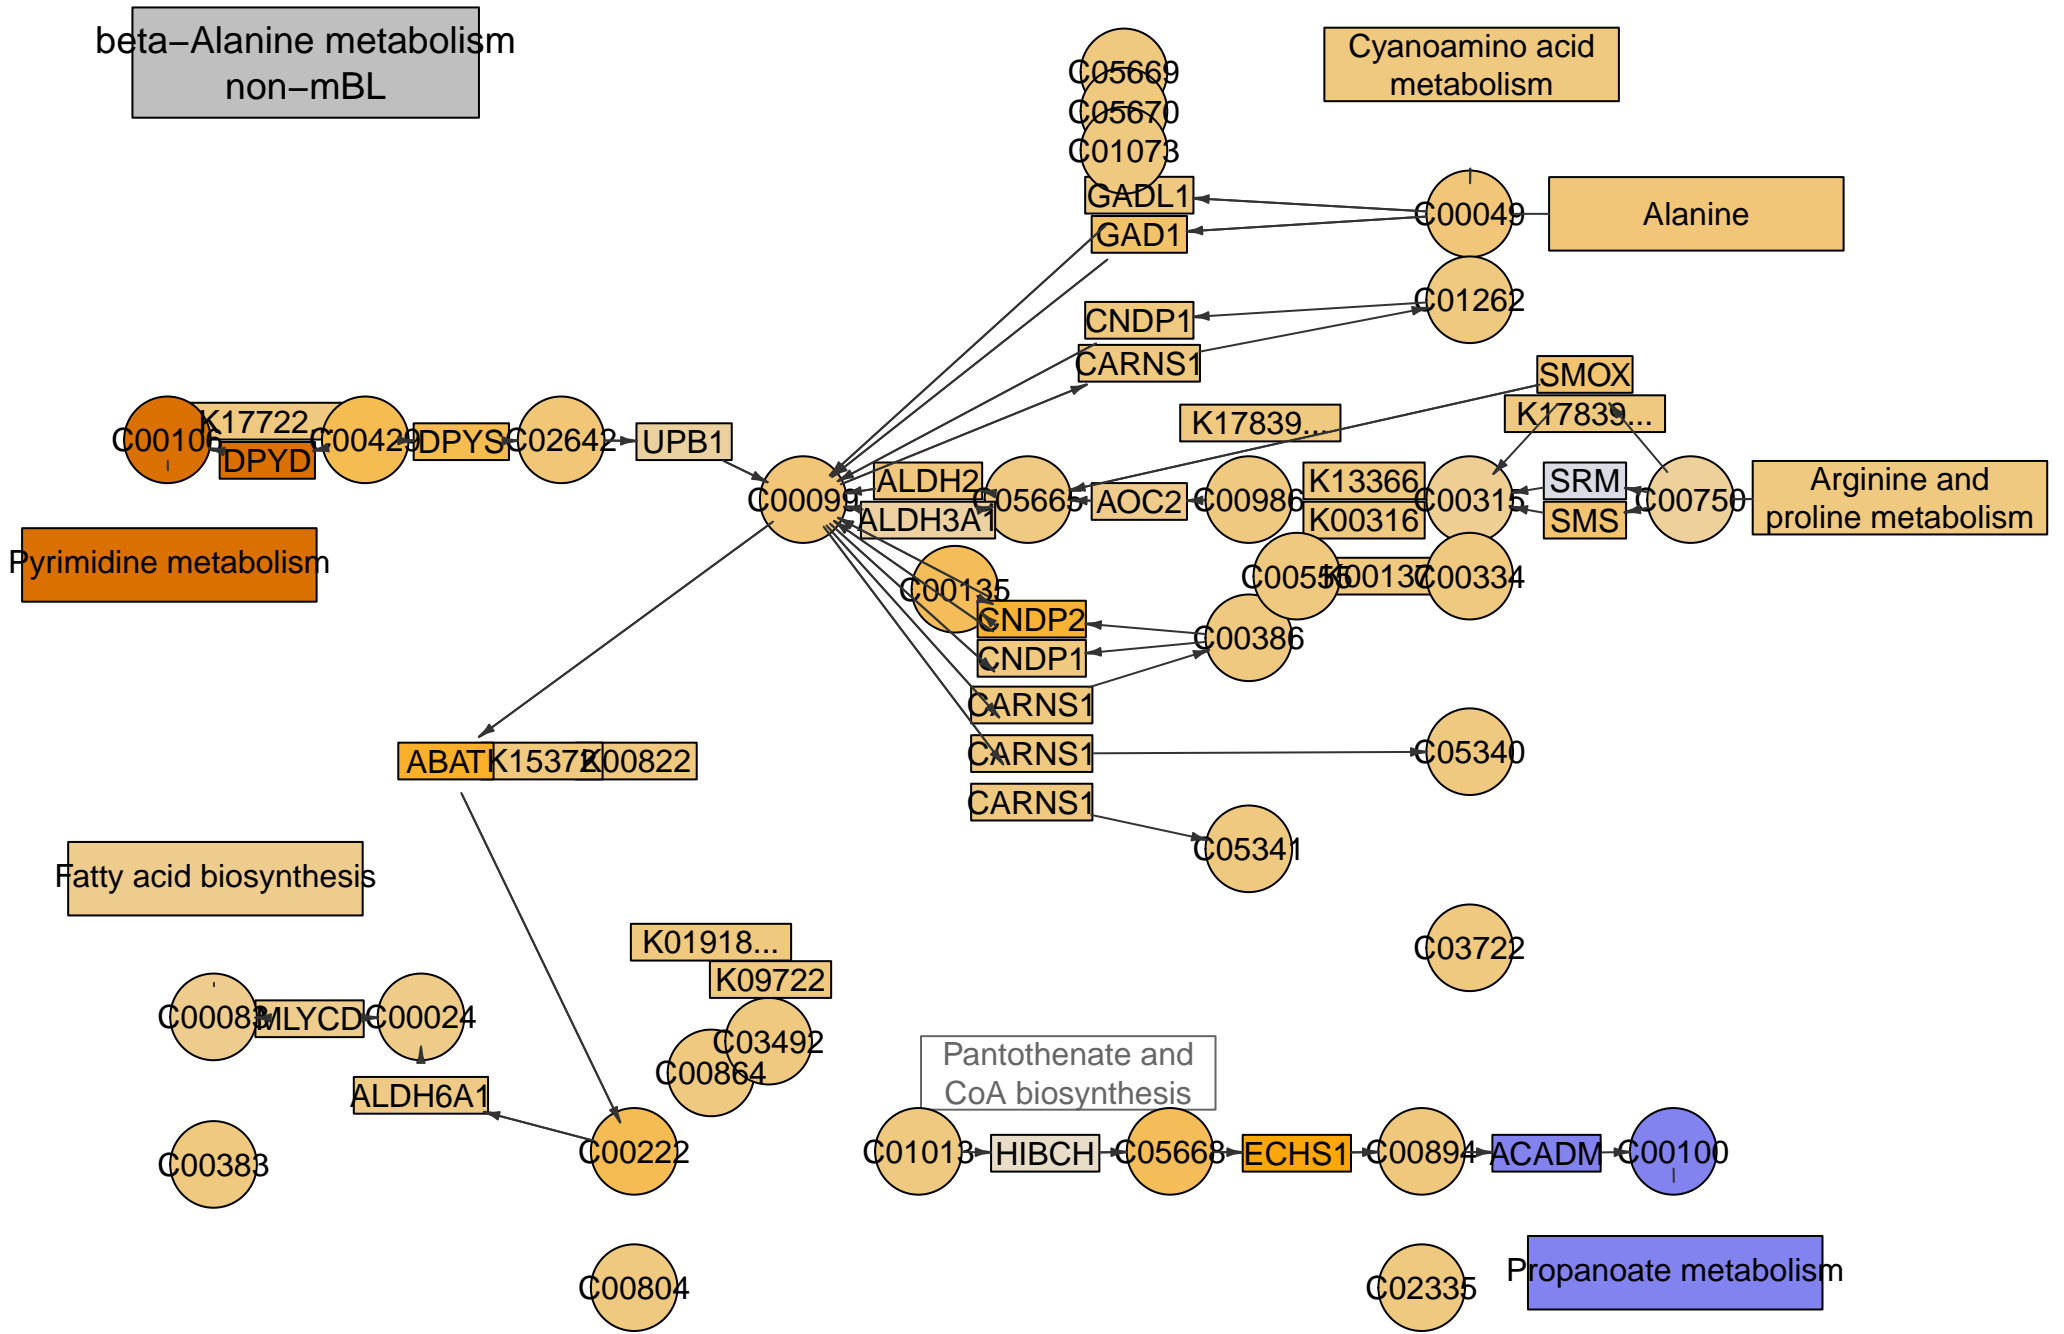 beta−Alanine metabolism
non−mBL
Cyanoamino acid
metabolism
C05669
C05670
C01073
GADL1
GAD1
C00049
Alanine
C01262
CNDP1
CARNS1
SMOX
K17839...
K17839...
C00106
K17722...
DPYD
C00429
DPYS
C02642
UPB1
C00099
ALDH2
ALDH3A1
C05665
AOC2
C00986
K13366
K00316
C00315
SRM
SMS
C00750
Arginine and
proline metabolism
Pyrimidine metabolism
C00135
C00555
K00137
C00334
CNDP2
CNDP1
C00386
CARNS1
CARNS1
CARNS1
C05340
C05341
ABAT
K15372
K00822
Fatty acid biosynthesis
K01918...
K09722
C03722
C00083
MLYCD
C00024
C03492
C00864
ALDH6A1
Pantothenate and
CoA biosynthesis
C00383
C00222
C01013
HIBCH
C05668
ECHS1
C00894
ACADM
C00100
C00804
C02335
Propanoate metabolism